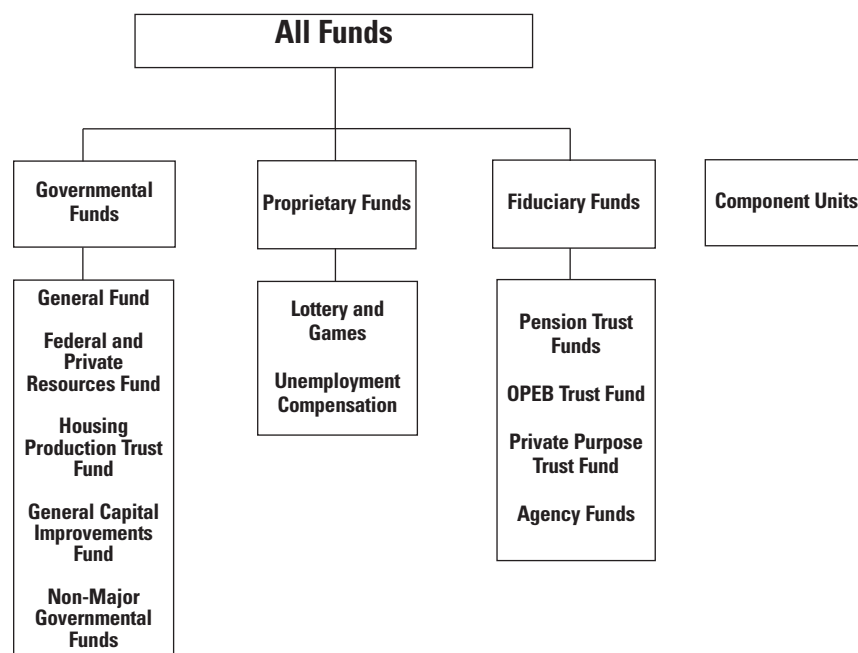 All Funds
Governmental
Funds
Proprietary Funds
Fiduciary Funds
Component Units
General Fund
Federal and
Private
Resources Fund
Housing
Production Trust
Fund
General Capital
Improvements
Fund
Non-Major
Governmental
Funds
Lottery and
Games
Unemployment
Compensation
Pension Trust
Funds
OPEB Trust Fund
Private Purpose
Trust Fund
Agency Funds